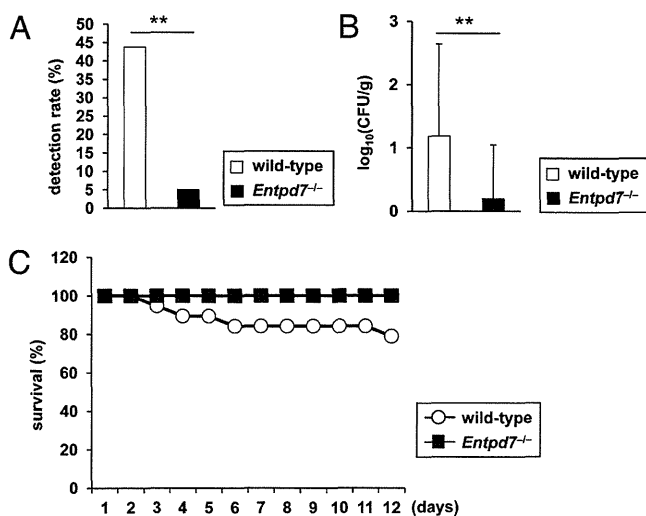 A
**
detection rate (%)
50
45
40
35
30
25
20
15
10
5
0
wild-type
Entpd7–/–
B
**
log10(CFU/g)
3
2
1
0
wild-type
Entpd7–/–
C
survival (%)
120
100
80
60
40
20
0
1 2 3 4 5 6 7 8 9 10 11 12 (days)
wild-type
Entpd7–/–